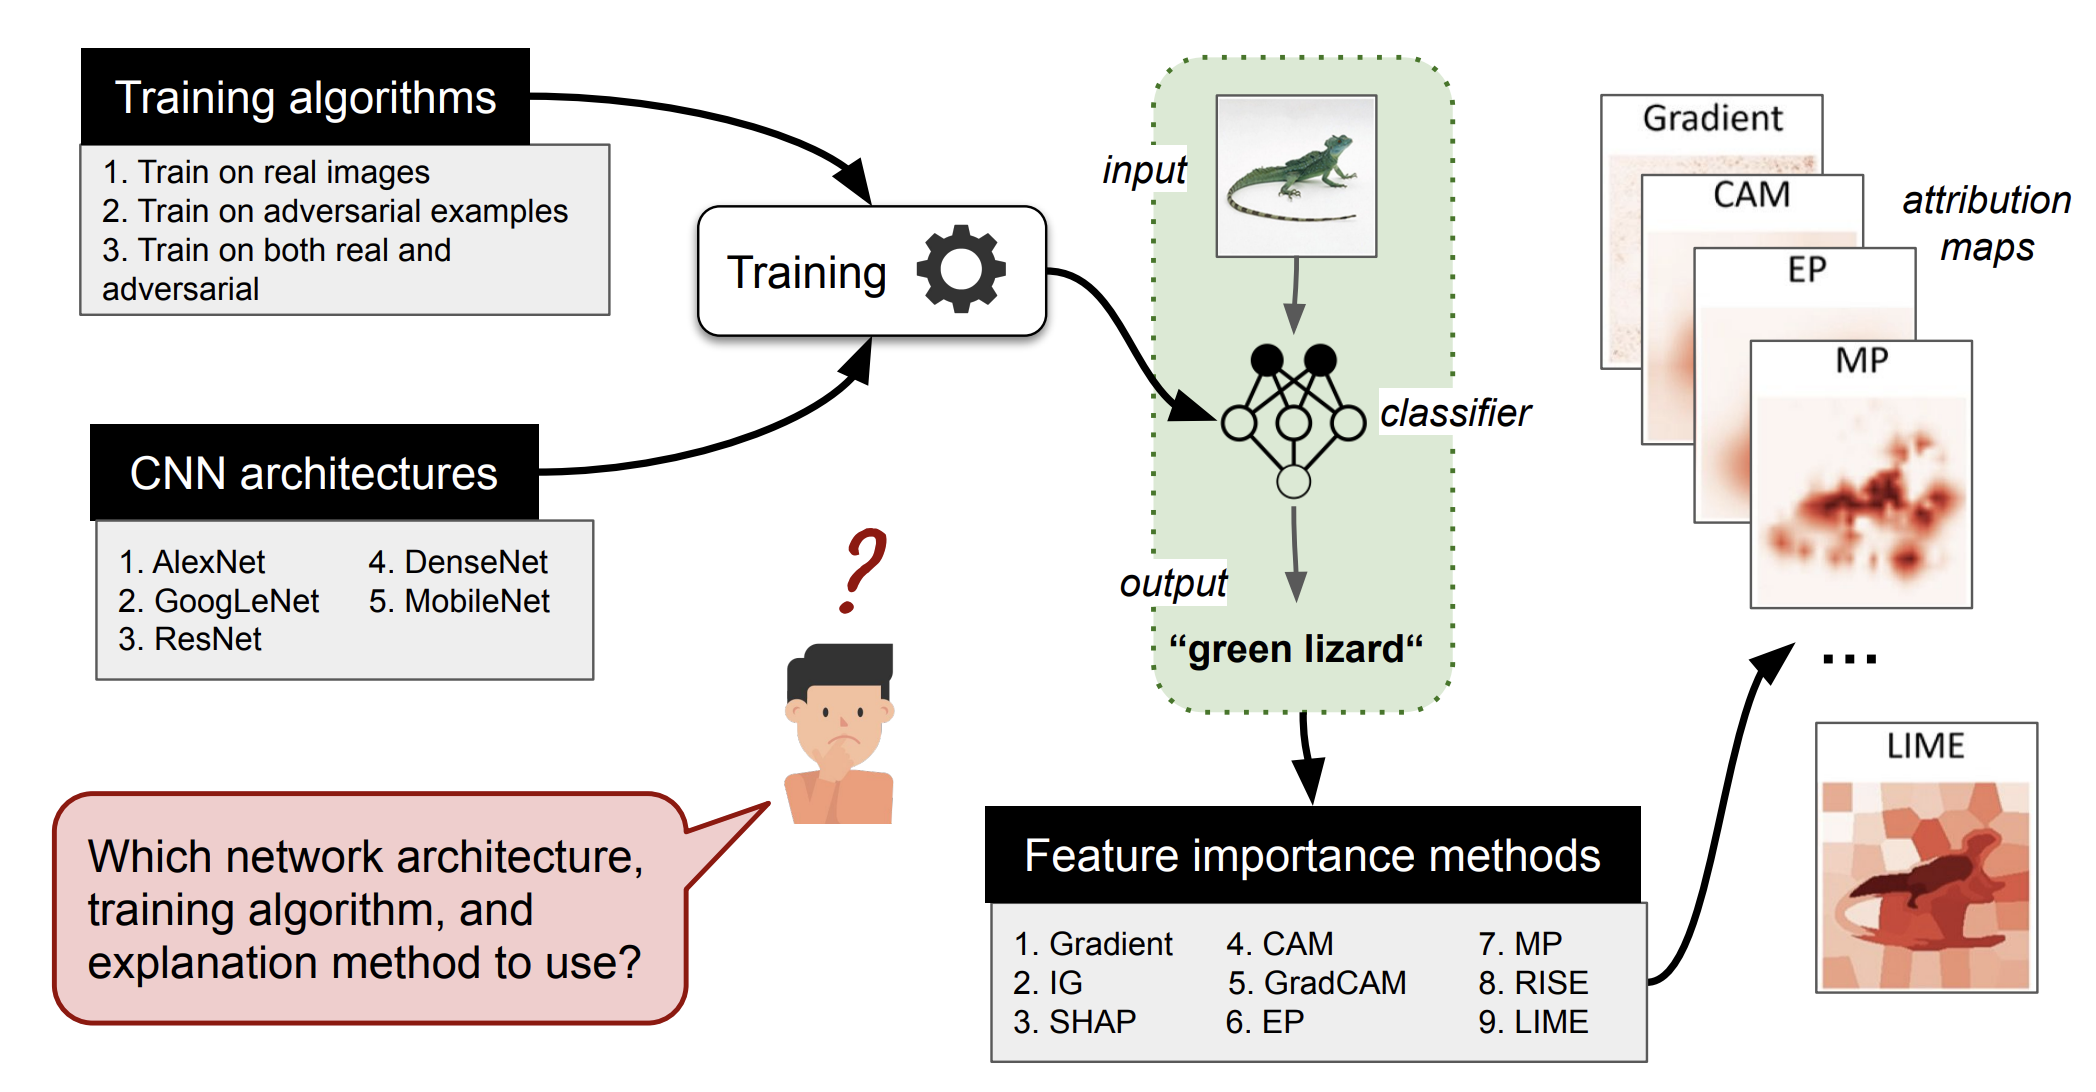 Training algorithms
1. Train on real images
2. Train on adversarial examples
3. Train on both real and
adversarial
CNN architectures
1. AlexNet
2. GoogLeNet
3. ResNet
4. DenseNet
5. MobileNet
Training
input
classifier
output
“green lizard“
?
Which network architecture,
training algorithm, and
explanation method to use?
Feature importance methods
1. Gradient
2. IG
3. SHAP
4. CAM
5. GradCAM
6. EP
7. MP
8. RISE
9. LIME
Gradient
CAM
EP
MP
attribution
maps
...
LIME